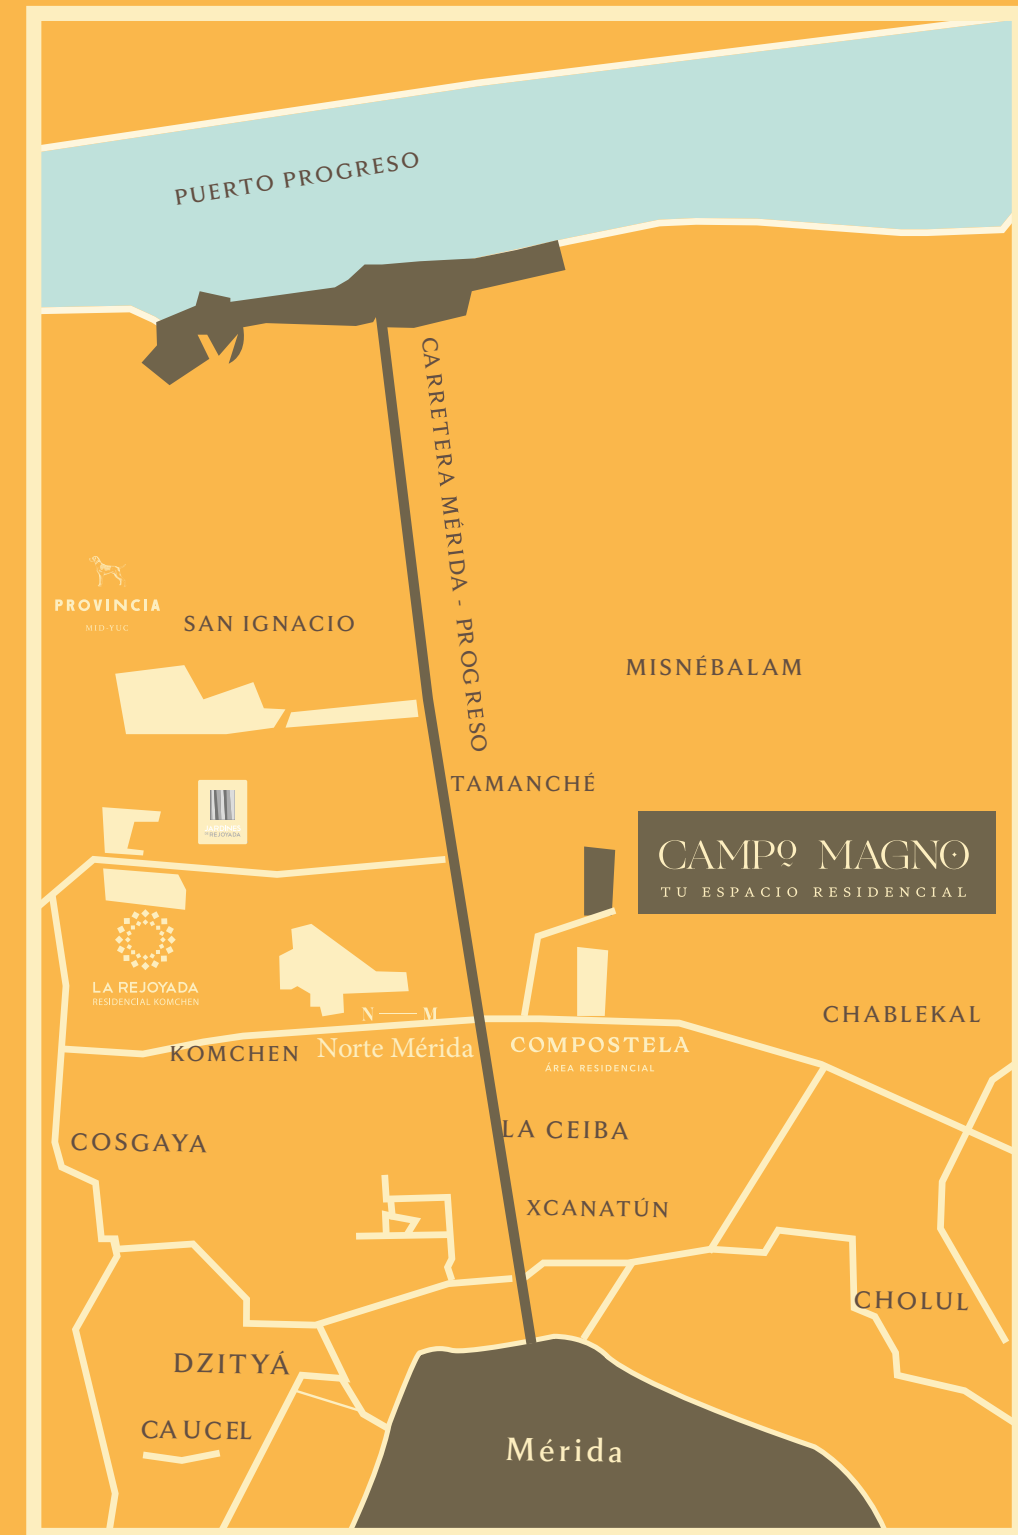 PUERTO PROGRESO
CARRETERA MÉRIDA - PROGRESO
PROVINCIA
MID·YUC
SAN IGNACIO
MISNÉBALAM
TAMANCHÉ
REJOYADA
CAMPO MAGNO
TU ESPACIO RESIDENCIAL
LA REJOYADA
RESIDENCIAL KOMCHEN
N — M
Norte Mérida
KOMCHEN
COMPOSTELA
ÁREA RESIDENCIAL
CHABLEKAL
COSGAYA
LA CEIBA
XCANATÚN
CHOLUL
DZITYÁ
CAUCEL
Mérida